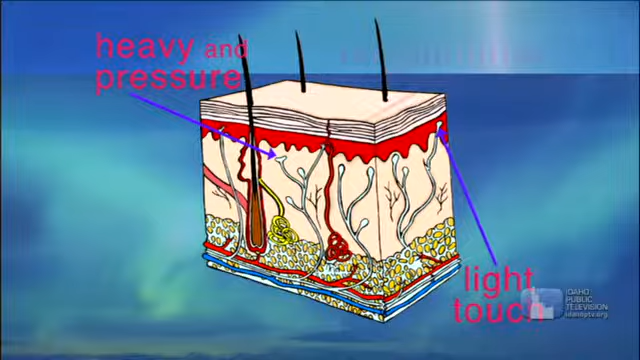 heavy and
pressure
light
touch
IDAHO
PUBLIC
TELEVISION
idahoptv.org